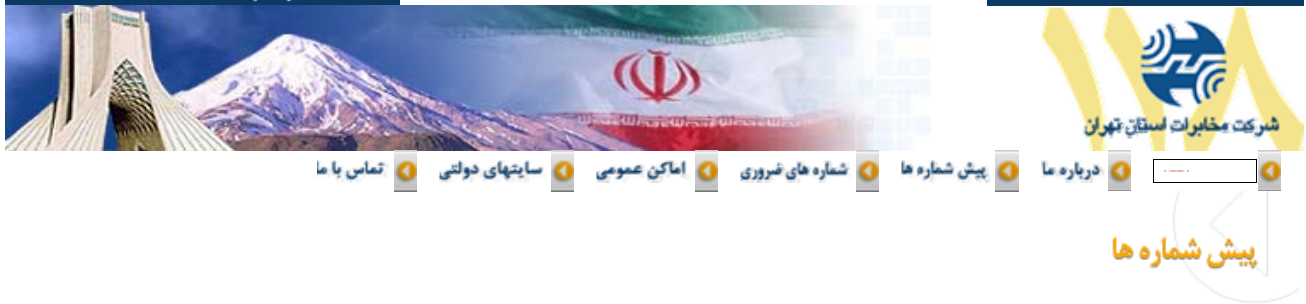 ۱۱۸
شرکت مخابرات استان تهران
درباره ما
پیش شماره ها
شماره های ضروری
اماکن عمومی
سایتهای دولتی
تماس با ما
پیش شماره ها